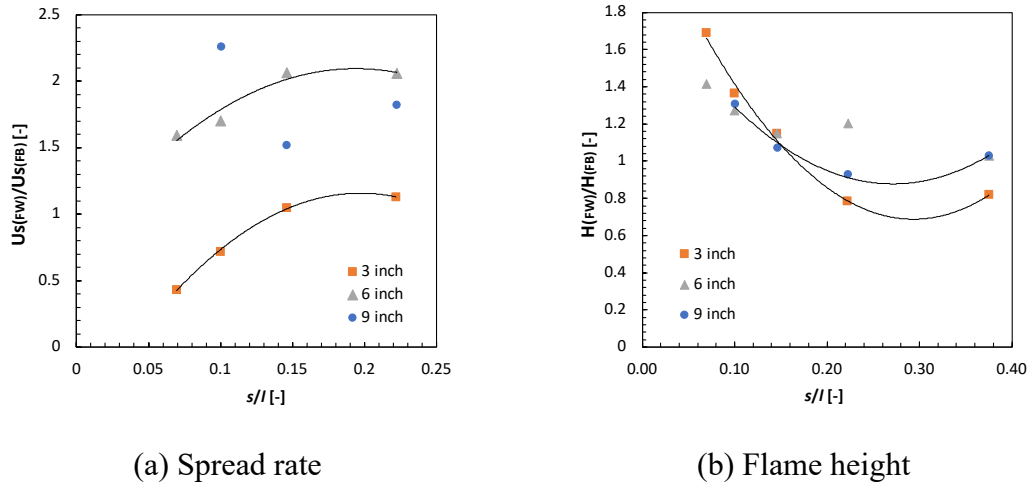 2.5
2
1.5
1
0.5
0
0
0.05
0.1
0.15
0.2
0.25
Us(FW)/Us(FB) [-]
s/l [-]
3 inch
6 inch
9 inch
1.8
1.6
1.4
1.2
1
0.8
0.6
0.4
0.2
0
0.00
0.10
0.20
0.30
0.40
H(FW)/H(FB) [-]
s/l [-]
3 inch
6 inch
9 inch
(a) Spread rate
(b) Flame height